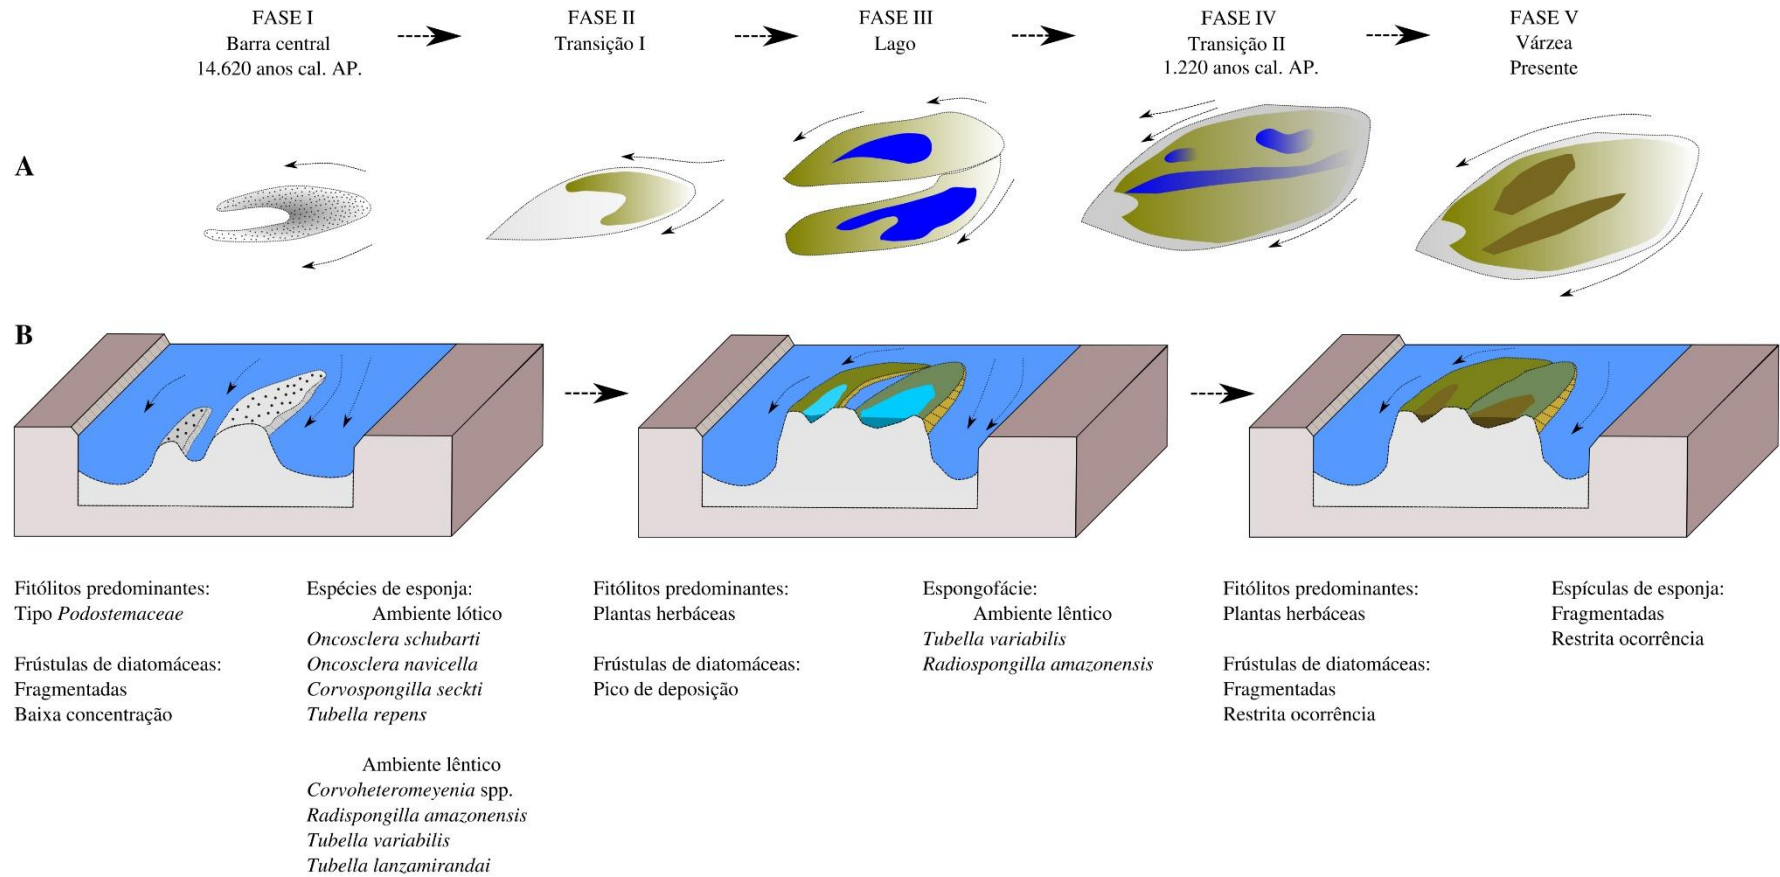 FASE I
Barra central
14.620 anos cal. AP.
FASE II
Transição I
FASE III
Lago
FASE IV
Transição II
1.220 anos cal. AP.
FASE V
Várzea
Presente
A
B
Fitólitos predominantes:
Tipo Podostemaceae
Frústulas de diatomáceas:
Fragmentadas
Baixa concentração
Espécies de esponja:
Ambiente lótico
Oncosclera schubarti
Oncosclera navicella
Corvospongilla seckti
Tubella repens
Ambiente lêntico
Corvoheteromeyenia spp.
Radispongilla amazonensis
Tubella variabilis
Tubella lanzamirandai
Fitólitos predominantes:
Plantas herbáceas
Frústulas de diatomáceas:
Pico de deposição
Espongofácie:
Ambiente lêntico
Tubella variabilis
Radiospongilla amazonensis
Fitólitos predominantes:
Plantas herbáceas
Frústulas de diatomáceas:
Fragmentadas
Restrita ocorrência
Espículas de esponja:
Fragmentadas
Restrita ocorrência